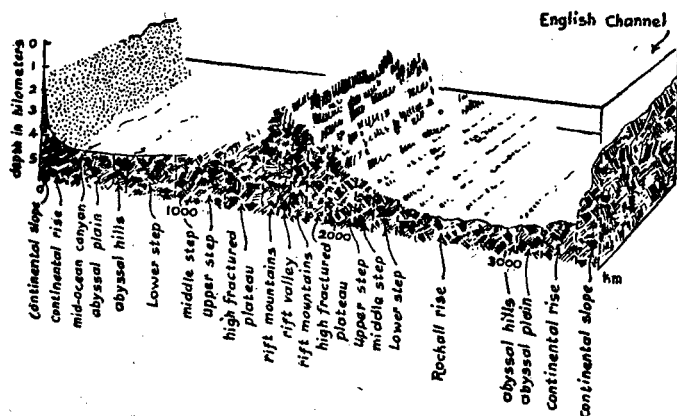 English Channel
depth in kilometers
0
1
2
3
4
5
0
1000
2000
3000
km
Continental slope
continental rise
mid-ocean canyon
abyssal plain
abyssal hills
Lower step
middle step
upper step
high fractured
plateau
rift mountains
rift valley
rift mountains
high fractured
plateau
upper step
middle step
Lower step
Rockall rise
abyssal hills
abyssal plain
Continental rise
Continental slope